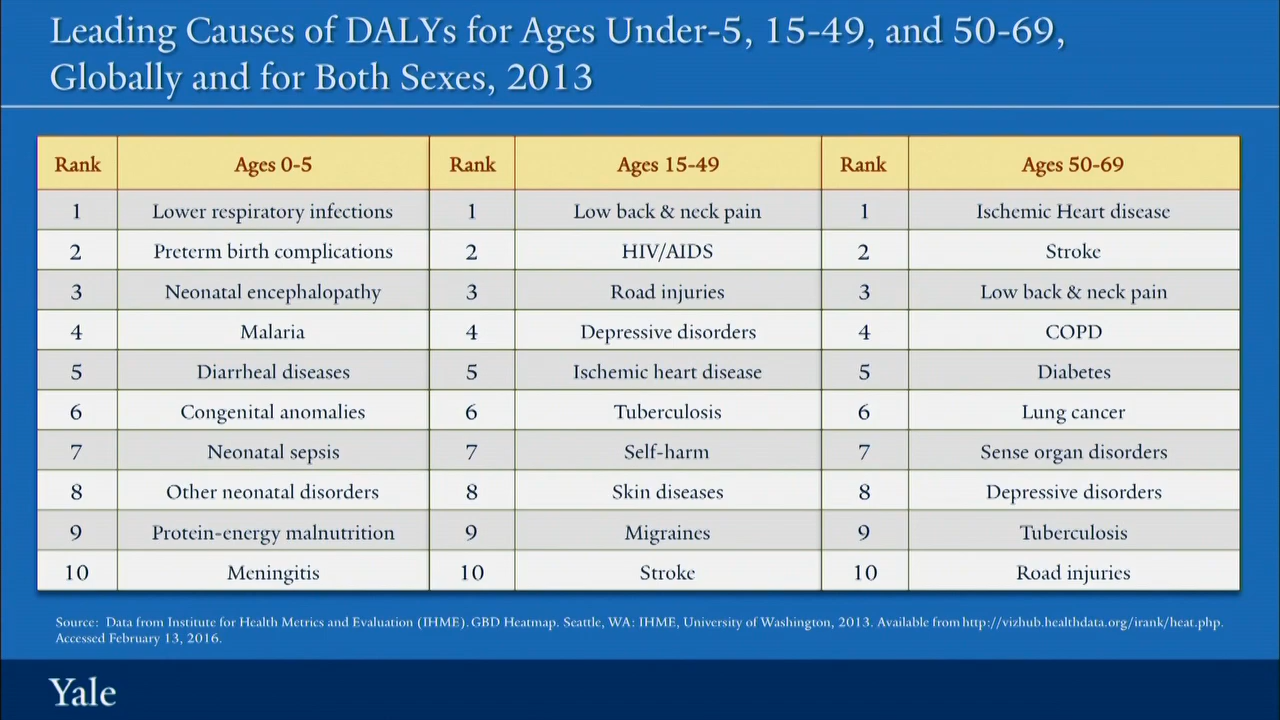 Leading Causes of DALYs for Ages Under-5, 15-49, and 50-69,
Globally and for Both Sexes, 2013
Rank Ages 0-5 Rank Ages 15-49 Rank Ages 50-69
1 Lower respiratory infections 1 Low back & neck pain 1 Ischemic Heart disease
2 Preterm birth complications 2 HIV/AIDS 2 Stroke
3 Neonatal encephalopathy 3 Road injuries 3 Low back & neck pain
4 Malaria 4 Depressive disorders 4 COPD
5 Diarrheal diseases 5 Ischemic heart disease 5 Diabetes
6 Congenital anomalies 6 Tuberculosis 6 Lung cancer
7 Neonatal sepsis 7 Self-harm 7 Sense organ disorders
8 Other neonatal disorders 8 Skin diseases 8 Depressive disorders
9 Protein-energy malnutrition 9 Migraines 9 Tuberculosis
10 Meningitis 10 Stroke 10 Road injuries
Source: Data from Institute for Health Metrics and Evaluation (IHME). GBD Heatmap. Seattle, WA: IHME, University of Washington, 2013. Available from http://vizhub.healthdata.org/irank/heat.php.
Accessed February 13, 2016.
Yale